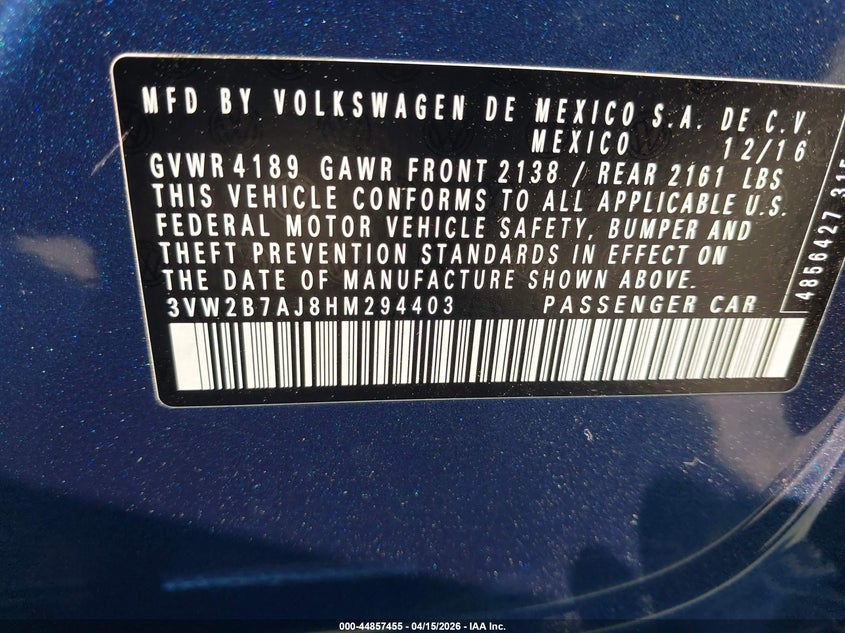 MFD BY VOLKSWAGEN DE MEXICO S.A. DE C.V.
MEXICO 12/16
GVWR 4189 GAWR FRONT 2138 / REAR 2161 LBS
THIS VEHICLE CONFORMS TO ALL APPLICABLE U.S.
FEDERAL MOTOR VEHICLE SAFETY, BUMPER AND
THEFT PREVENTION STANDARDS IN EFFECT ON
THE DATE OF MANUFACTURE SHOWN ABOVE.
3VW2B7AJ8HM294403 PASSENGER CAR
4856427 315
000-44857455 - 04/15/2026 - IAA Inc.